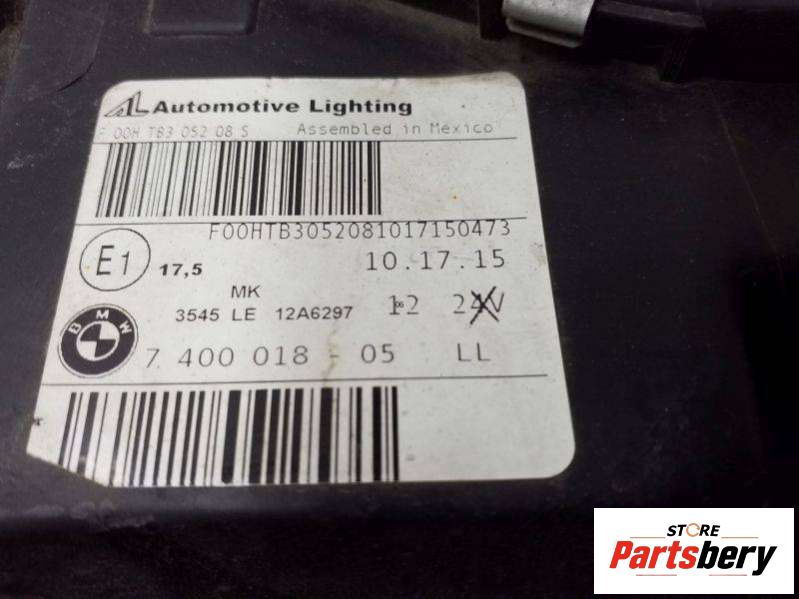 AL Automotive Lighting
F 00H TB3 052 08 S Assembled in Mexico
F00HTB3052081017150473
E1 17,5 10.17.15
MK
3545 LE 12A6297 12 24V
BMW 7 400 018 - 05 LL
STORE
Partsbery